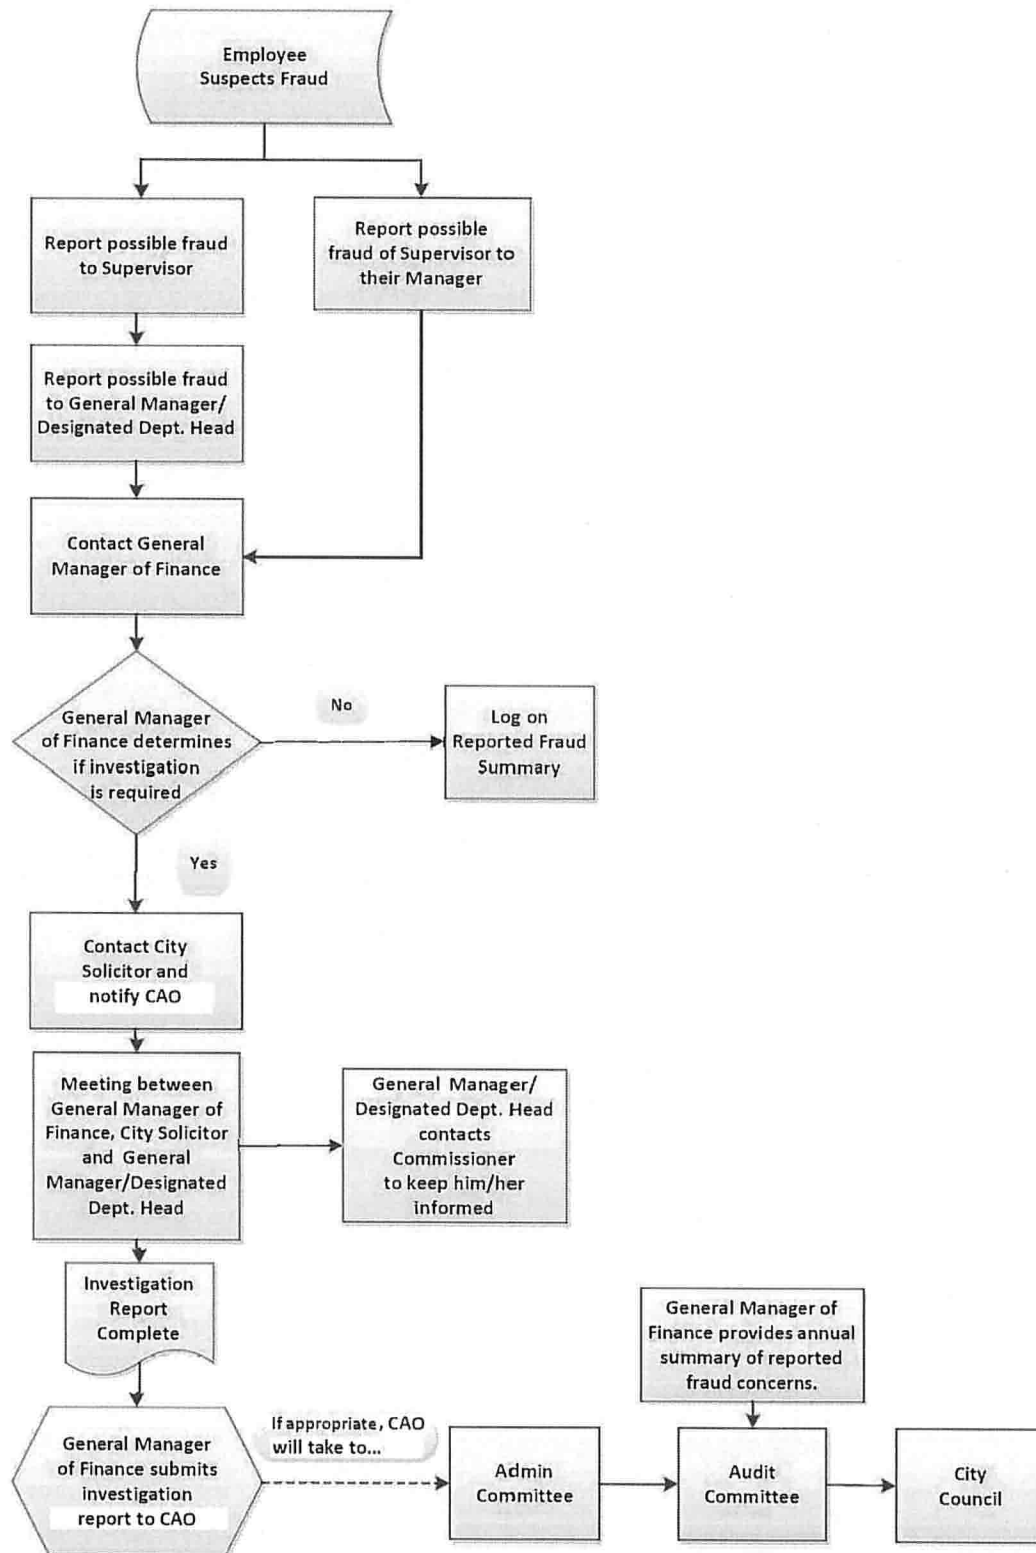 Employee
Suspects Fraud
Report possible fraud
to Supervisor
Report possible
fraud of Supervisor to
their Manager
Report possible fraud
to General Manager/
Designated Dept. Head
Contact General
Manager of Finance
General Manager
of Finance determines
if investigation
is required
No
Log on
Reported Fraud
Summary
Yes
Contact City
Solicitor and
notify CAO
Meeting between
General Manager of
Finance, City Solicitor
and General
Manager/Designated
Dept. Head
General Manager/
Designated Dept. Head
contacts
Commissioner
to keep him/her
informed
Investigation
Report
Complete
General Manager of
Finance provides annual
summary of reported
fraud concerns.
General Manager
of Finance submits
investigation
report to CAO
If appropriate, CAO
will take to...
Admin
Committee
Audit
Committee
City
Council